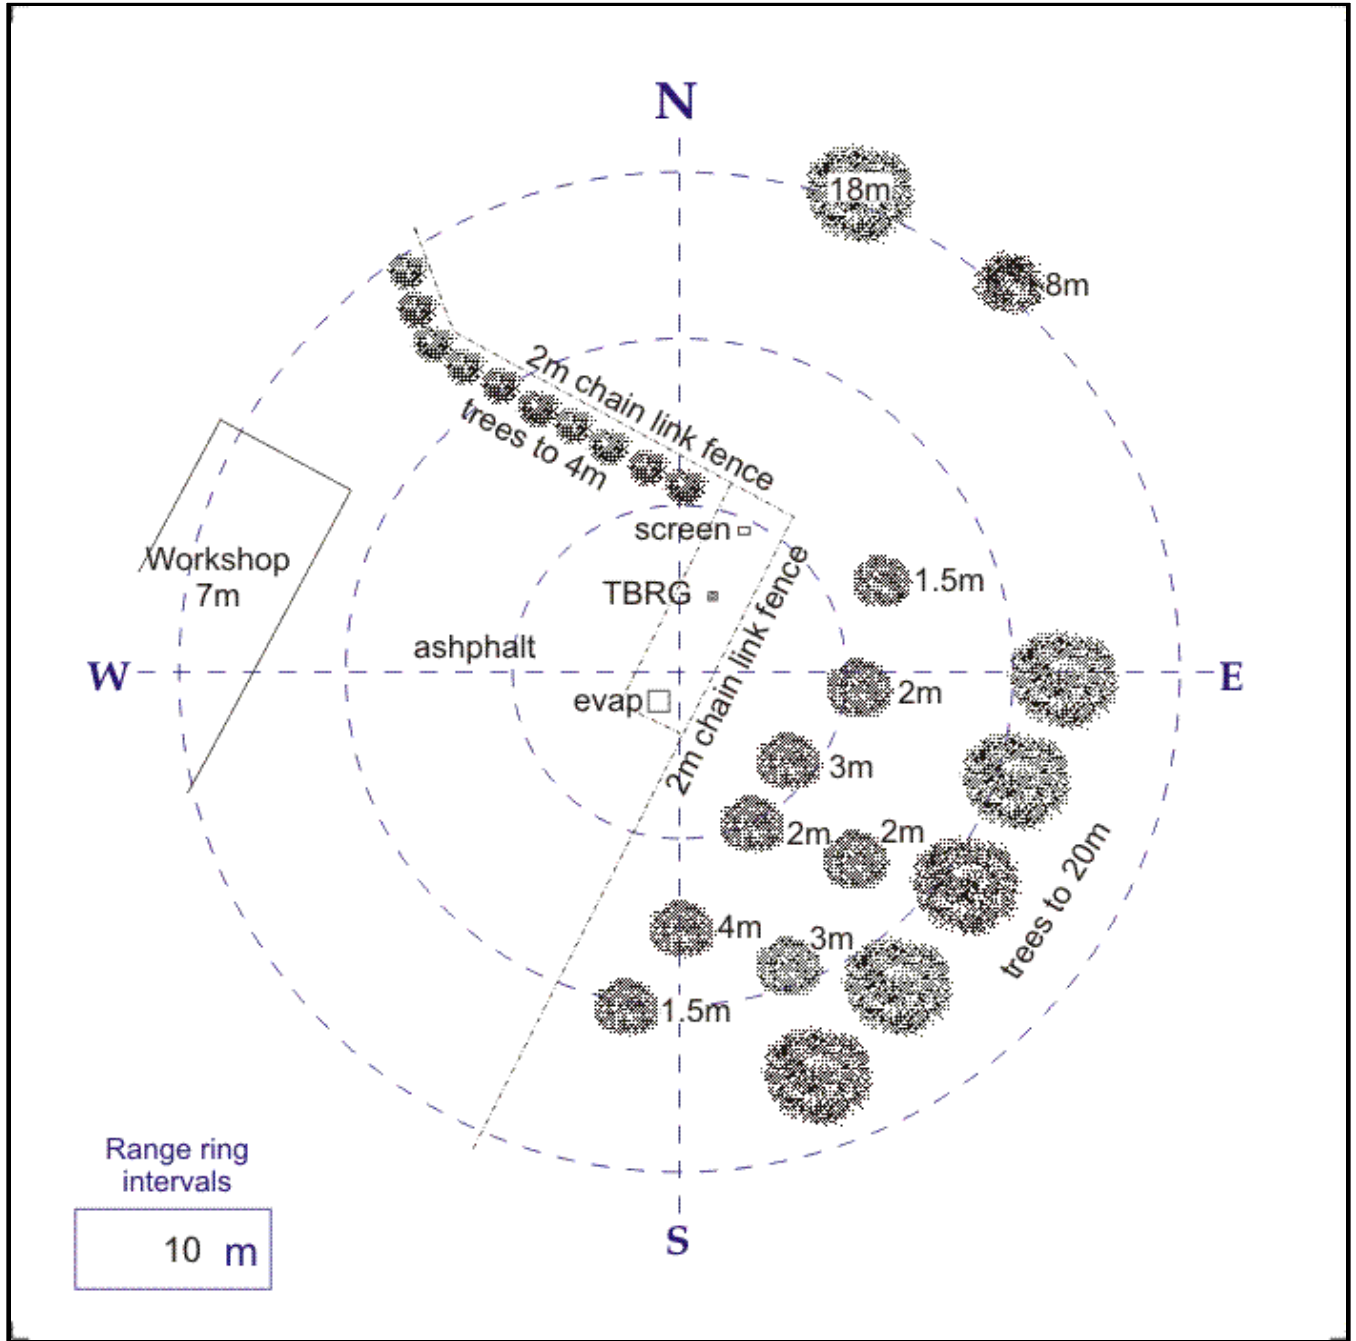 N
18m
8m
2m chain link fence
trees to 4m
screen
Workshop
7m
TBRG
1.5m
2m chain link fence
ashphalt
W
E
evap
2m
3m
2m
2m
trees to 20m
4m
3m
1.5m
Range ring
intervals
10 m
S